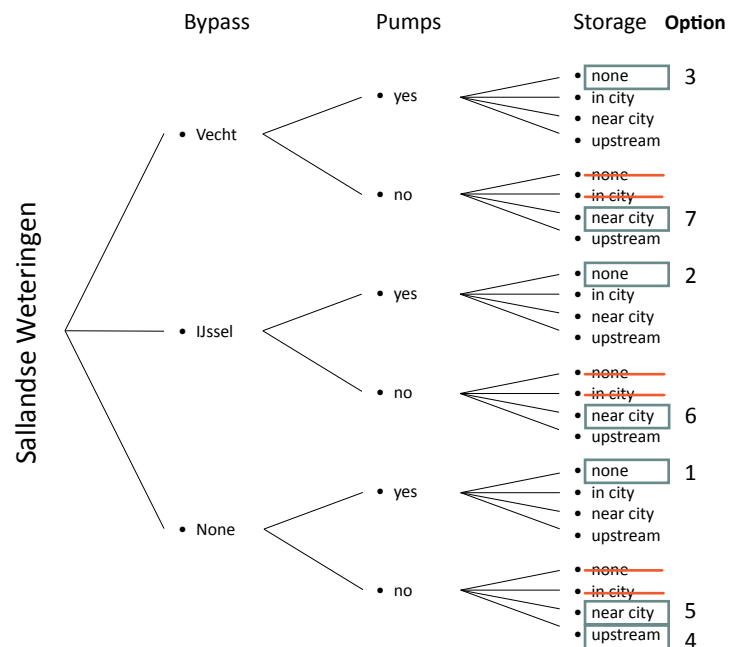 Bypass Pumps Storage Option
Sallandse Weteringen
• Vecht
• yes
• none 3
• in city
• near city
• upstream
• no
• none
• in city
• near city 7
• upstream
• IJssel
• yes
• none 2
• in city
• near city
• upstream
• no
• none
• in city
• near city 6
• upstream
• None
• yes
• none 1
• in city
• near city
• upstream
• no
• none
• in city
• near city 5
• upstream 4